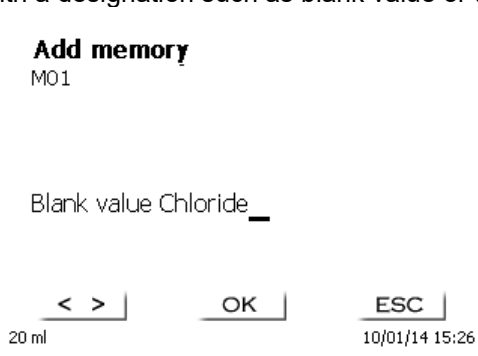 Add memory
M01
Blank value Chloride_
< > OK ESC
20 ml 10/01/14 15:26